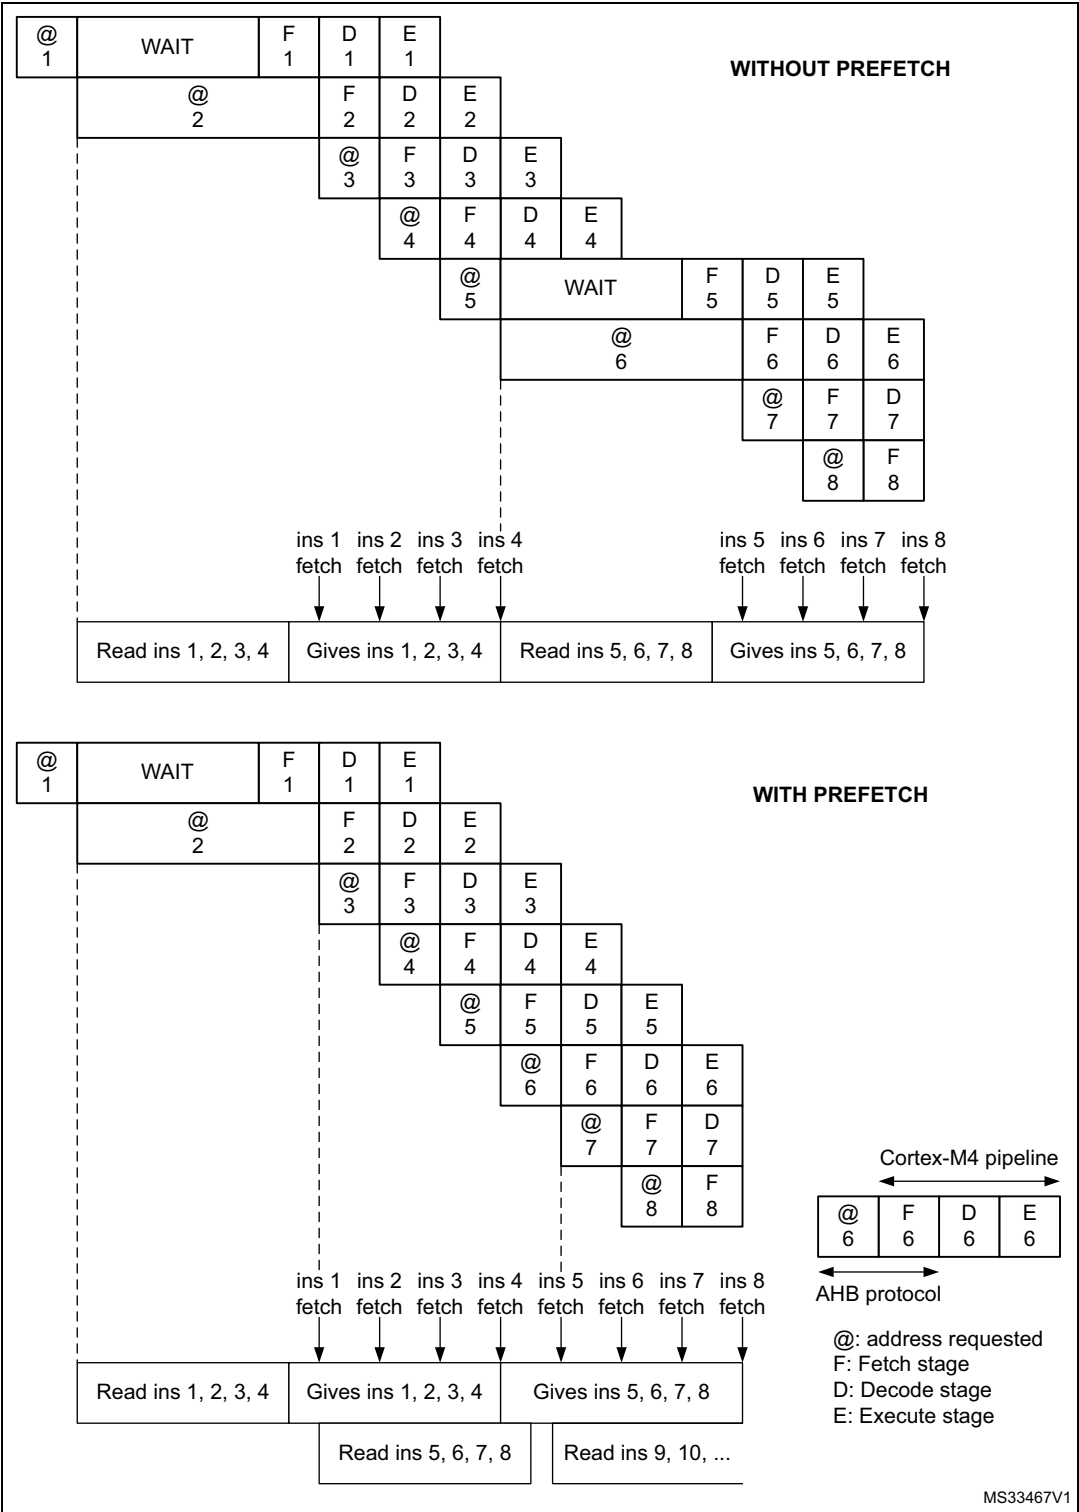 @ WAIT F D E
1 1 1 1
WITHOUT PREFETCH
@ F D E
2 2 2 2
@ F D E
3 3 3 3
@ F D E
4 4 4 4
@ WAIT F D E
5 5 5 5
@ F D E
6 6 6 6
@ F D
7 7 7
@ F
8 8
ins 1 ins 2 ins 3 ins 4 ins 5 ins 6 ins 7 ins 8
fetch fetch fetch fetch fetch fetch fetch fetch
Read ins 1, 2, 3, 4 Gives ins 1, 2, 3, 4 Read ins 5, 6, 7, 8 Gives ins 5, 6, 7, 8
@ WAIT F D E
1 1 1 1
WITH PREFETCH
@ F D E
2 2 2 2
@ F D E
3 3 3 3
@ F D E
4 4 4 4
@ F D E
5 5 5 5
@ F D E
6 6 6 6
@ F D
7 7 7
@ F
8 8
Cortex-M4 pipeline
@ F D E
6 6 6 6
AHB protocol
ins 1 ins 2 ins 3 ins 4 ins 5 ins 6 ins 7 ins 8
fetch fetch fetch fetch fetch fetch fetch fetch
@: address requested
F: Fetch stage
D: Decode stage
E: Execute stage
Read ins 1, 2, 3, 4 Gives ins 1, 2, 3, 4 Gives ins 5, 6, 7, 8
Read ins 5, 6, 7, 8 Read ins 9, 10, ...
MS33467V1